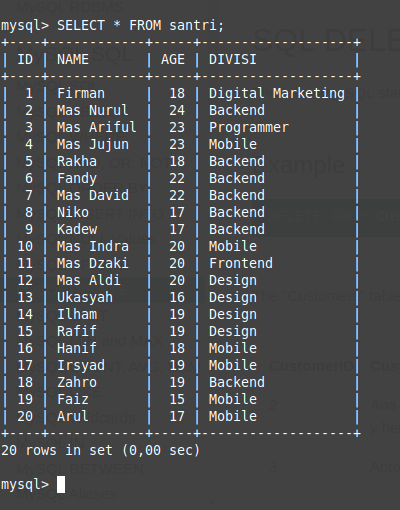 mysql> SELECT * FROM santri;
+----+-----------+-----+-------------------+
| ID | NAME      | AGE | DIVISI            |
+----+-----------+-----+-------------------+
|  1 | Firman    |  18 | Digital Marketing |
|  2 | Mas Nurul |  24 | Backend           |
|  3 | Mas Ariful |  23 | Programmer        |
|  4 | Mas Jujun |  23 | Mobile            |
|  5 | Rakha     |  18 | Backend           |
|  6 | Fandy     |  22 | Backend           |
|  7 | Mas David |  22 | Backend           |
|  8 | Niko      |  17 | Backend           |
|  9 | Kadew     |  17 | Backend           |
| 10 | Mas Indra |  20 | Mobile            |
| 11 | Mas Dzaki |  20 | Frontend          |
| 12 | Mas Aldi  |  20 | Design            |
| 13 | Ukasyah   |  16 | Design            |
| 14 | Ilham     |  19 | Design            |
| 15 | Rafif     |  19 | Design            |
| 16 | Hanif     |  18 | Mobile            |
| 17 | Irsyad    |  19 | Mobile            |
| 18 | Zahro     |  19 | Backend           |
| 19 | Faiz      |  15 | Mobile            |
| 20 | Arul      |  17 | Mobile            |
+----+-----------+-----+-------------------+
20 rows in set (0,00 sec)
mysql>